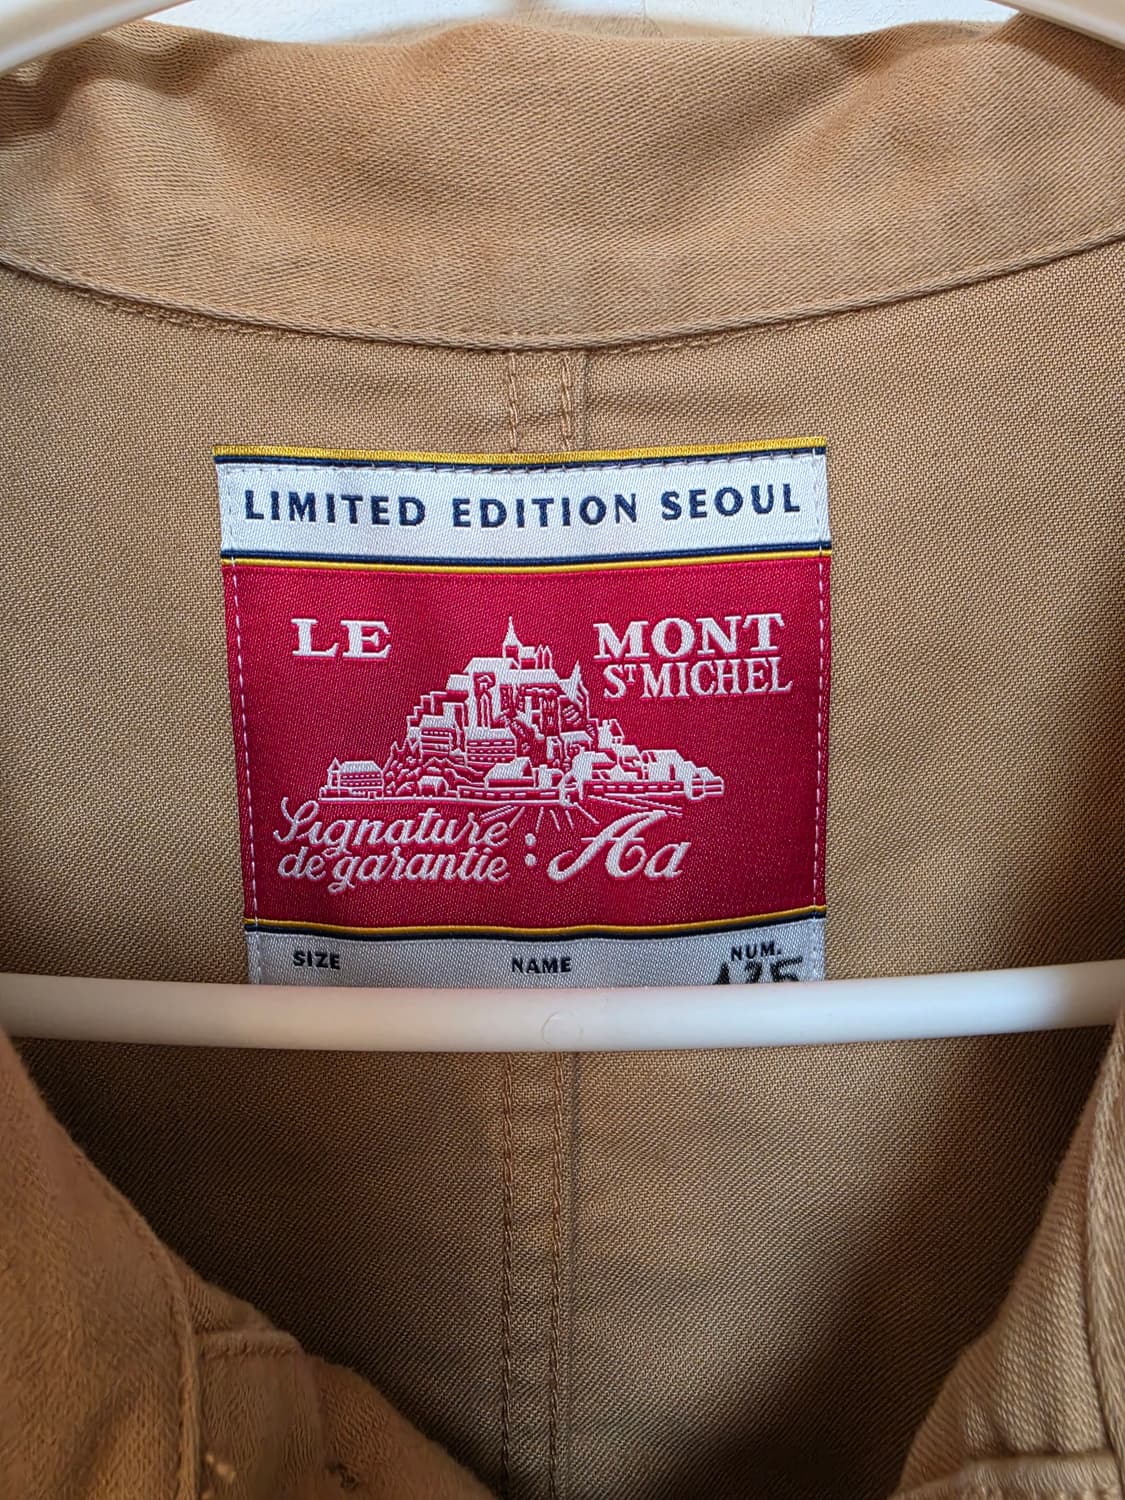 LIMITED EDITION SEOUL
LE MONT
ST MICHEL
Signature
de garantie : Aa
SIZE NAME NUM.